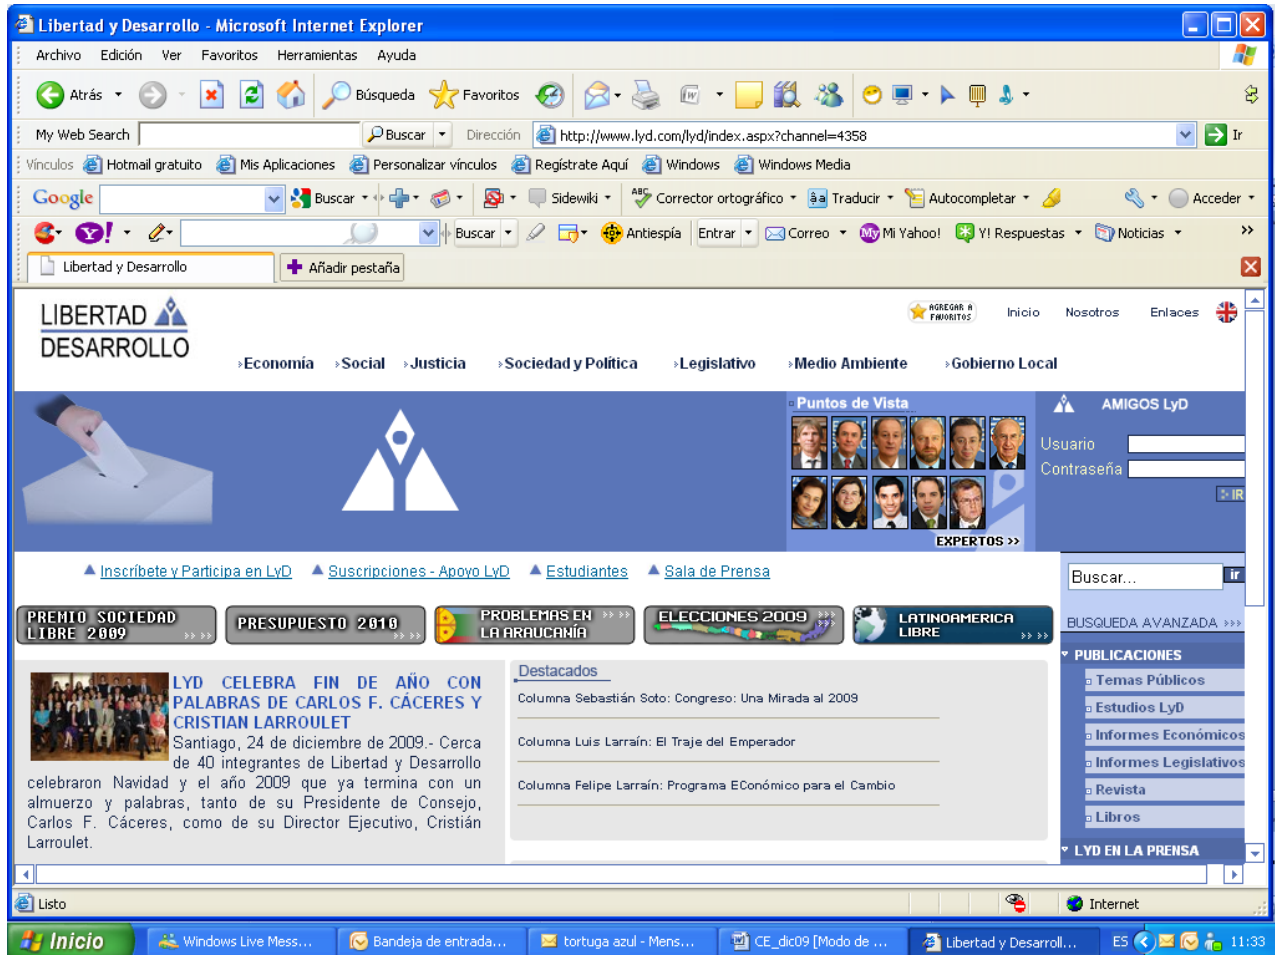 Libertad y Desarrollo - Microsoft Internet Explorer
Archivo Edición Ver Favoritos Herramientas Ayuda
Atrás Búsqueda Favoritos
My Web Search Buscar Dirección http://www.lyd.com/lyd/index.aspx?channel=4358 Ir
Vínculos Hotmail gratuito Mis Aplicaciones Personalizar vínculos Regístrate Aquí Windows Windows Media
Google Buscar Sidewiki ABC Corrector ortográfico Traducir Autocompletar Acceder
Y! Buscar Antiespía Entrar Correo Mi Yahoo! Y! Respuestas Noticias
Libertad y Desarrollo Añadir pestaña
LIBERTAD
DESARROLLO
AGREGAR A
FAVORITOS
Inicio Nosotros Enlaces
Economía Social Justicia Sociedad y Política Legislativo Medio Ambiente Gobierno Local
Puntos de Vista
EXPERTOS >>
AMIGOS LyD
Usuario
Contraseña
IR
Inscríbete y Participa en LyD Suscripciones - Apoyo LyD Estudiantes Sala de Prensa
Buscar... ir
BUSQUEDA AVANZADA >>>
PREMIO SOCIEDAD
LIBRE 2009 >> >>
PRESUPUESTO 2010 >> >>
PROBLEMAS EN >> >>
LA ARAUCANÍA
ELECCIONES 2009
LATINOAMERICA
LIBRE >> >>
LYD CELEBRA FIN DE AÑO CON
PALABRAS DE CARLOS F. CÁCERES Y
CRISTIAN LARROULET
Santiago, 24 de diciembre de 2009.- Cerca
de 40 integrantes de Libertad y Desarrollo
celebraron Navidad y el año 2009 que ya termina con un
almuerzo y palabras, tanto de su Presidente de Consejo,
Carlos F. Cáceres, como de su Director Ejecutivo, Cristián
Larroulet.
Destacados
Columna Sebastián Soto: Congreso: Una Mirada al 2009
Columna Luis Larraín: El Traje del Emperador
Columna Felipe Larraín: Programa EConómico para el Cambio
PUBLICACIONES
Temas Públicos
Estudios LyD
Informes Económicos
Informes Legislativos
Revista
Libros
LYD EN LA PRENSA
Listo Internet
Inicio Windows Live Mess... Bandeja de entrada... tortuga azul - Mens... CE_dic09 [Modo de ... Libertad y Desarroll... ES 11:33